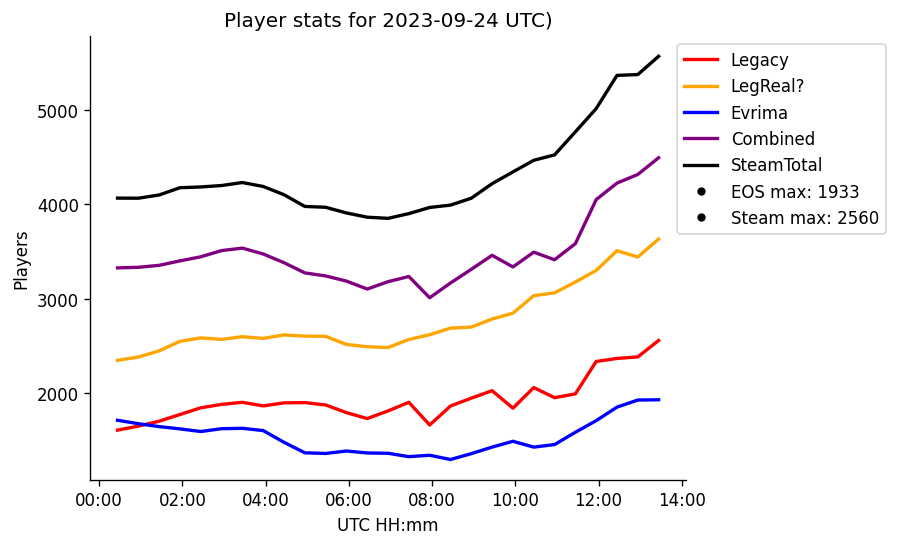 Player stats for 2023-09-24 UTC)
Players
5000
4000
3000
2000
00:00 02:00 04:00 06:00 08:00 10:00 12:00 14:00
UTC HH:mm
Legacy
LegReal?
Evrima
Combined
SteamTotal
EOS max: 1933
Steam max: 2560